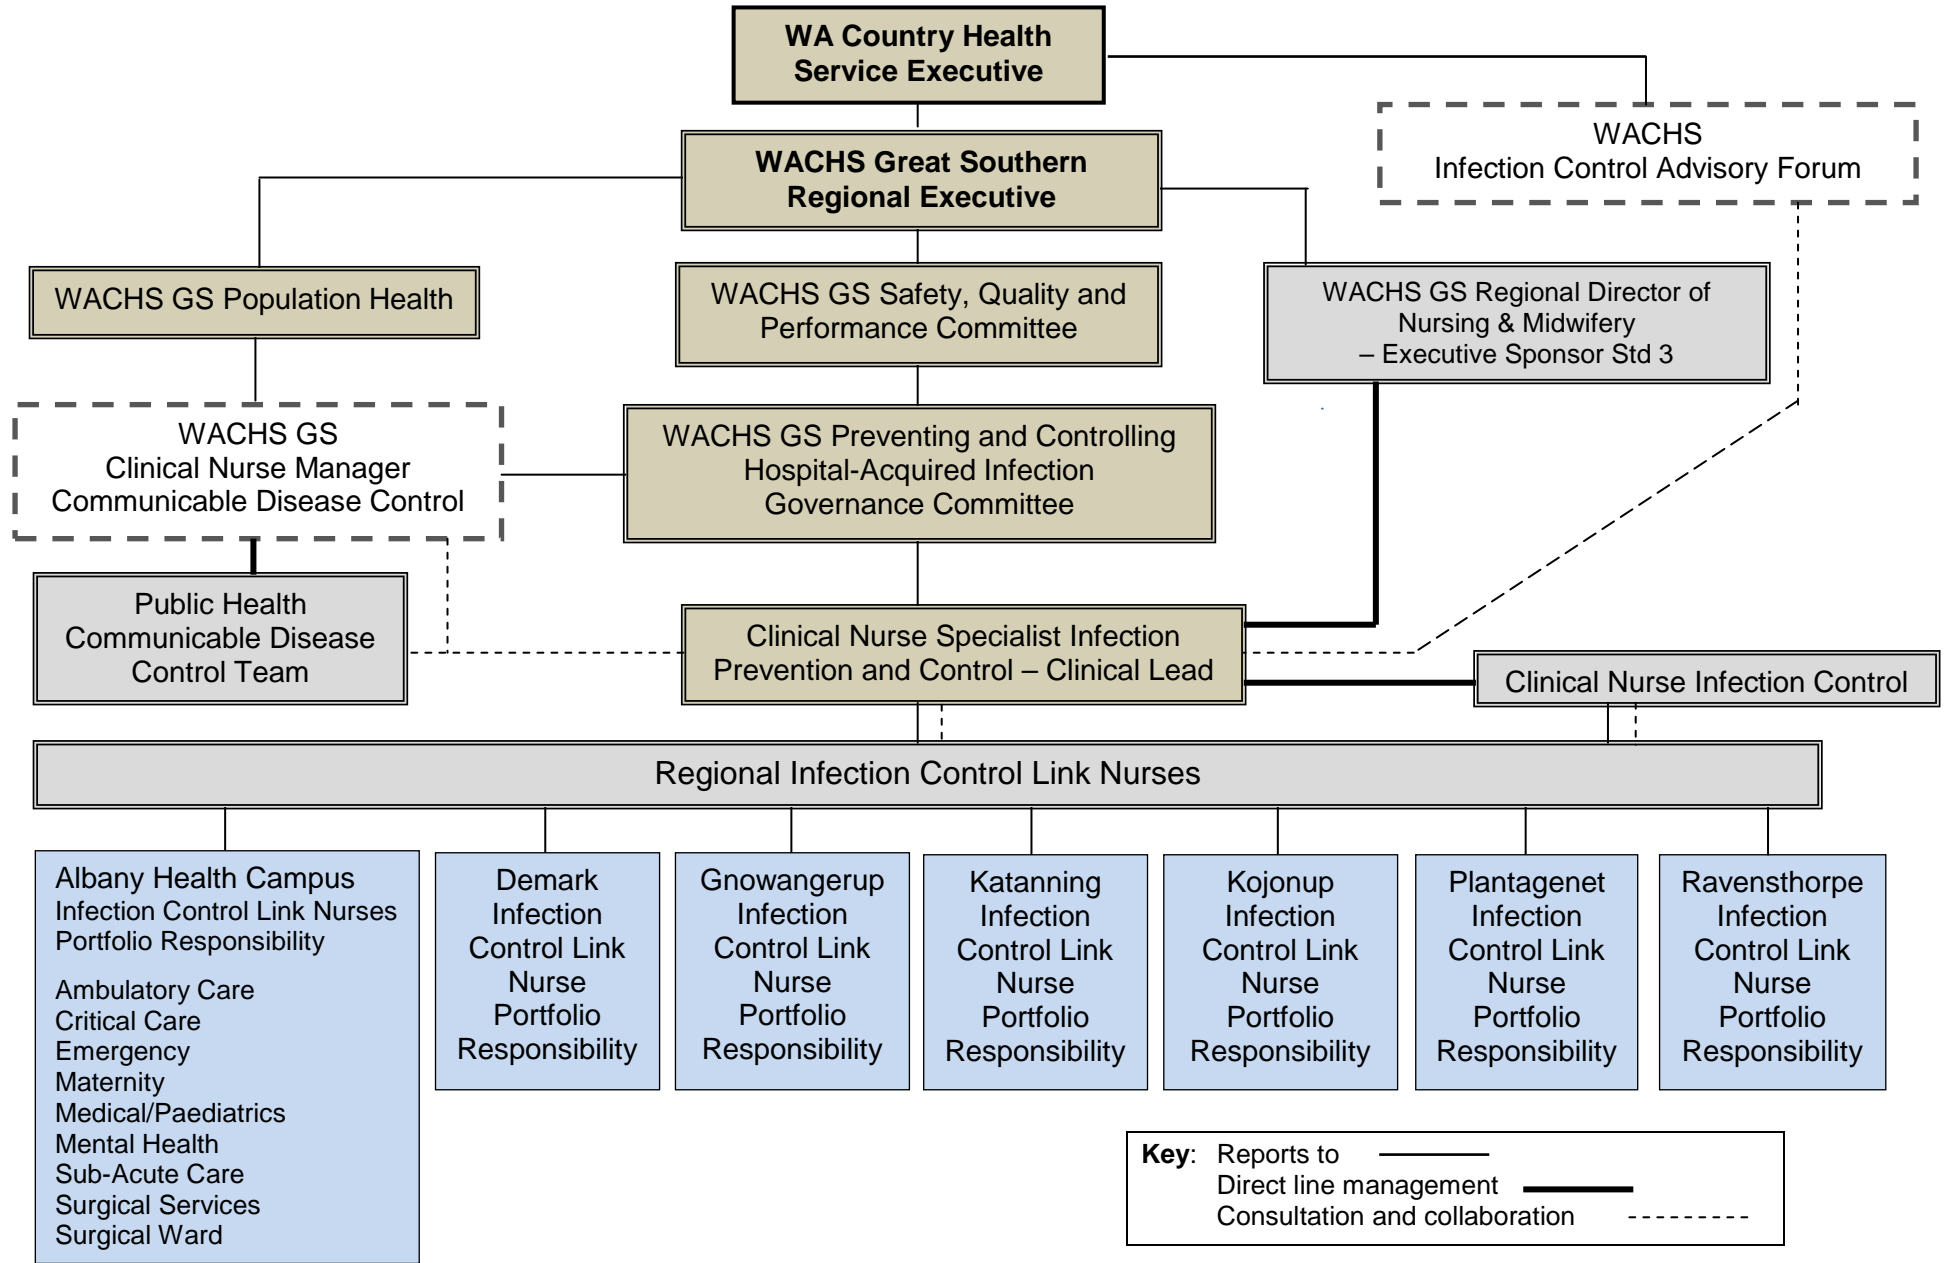 WA Country Health
Service Executive
WACHS
Infection Control Advisory Forum
WACHS Great Southern
Regional Executive
WACHS GS Population Health
WACHS GS Safety, Quality and
Performance Committee
WACHS GS Regional Director of
Nursing & Midwifery
– Executive Sponsor Std 3
WACHS GS
Clinical Nurse Manager
Communicable Disease Control
WACHS GS Preventing and Controlling
Hospital-Acquired Infection
Governance Committee
Public Health
Communicable Disease
Control Team
Clinical Nurse Specialist Infection
Prevention and Control – Clinical Lead
Clinical Nurse Infection Control
Regional Infection Control Link Nurses
Albany Health Campus
Infection Control Link Nurses
Portfolio Responsibility
Ambulatory Care
Critical Care
Emergency
Maternity
Medical/Paediatrics
Mental Health
Sub-Acute Care
Surgical Services
Surgical Ward
Demark
Infection
Control Link
Nurse
Portfolio
Responsibility
Gnowangerup
Infection
Control Link
Nurse
Portfolio
Responsibility
Katanning
Infection
Control Link
Nurse
Portfolio
Responsibility
Kojonup
Infection
Control Link
Nurse
Portfolio
Responsibility
Plantagenet
Infection
Control Link
Nurse
Portfolio
Responsibility
Ravensthorpe
Infection
Control Link
Nurse
Portfolio
Responsibility
Key: Reports to
Direct line management
Consultation and collaboration